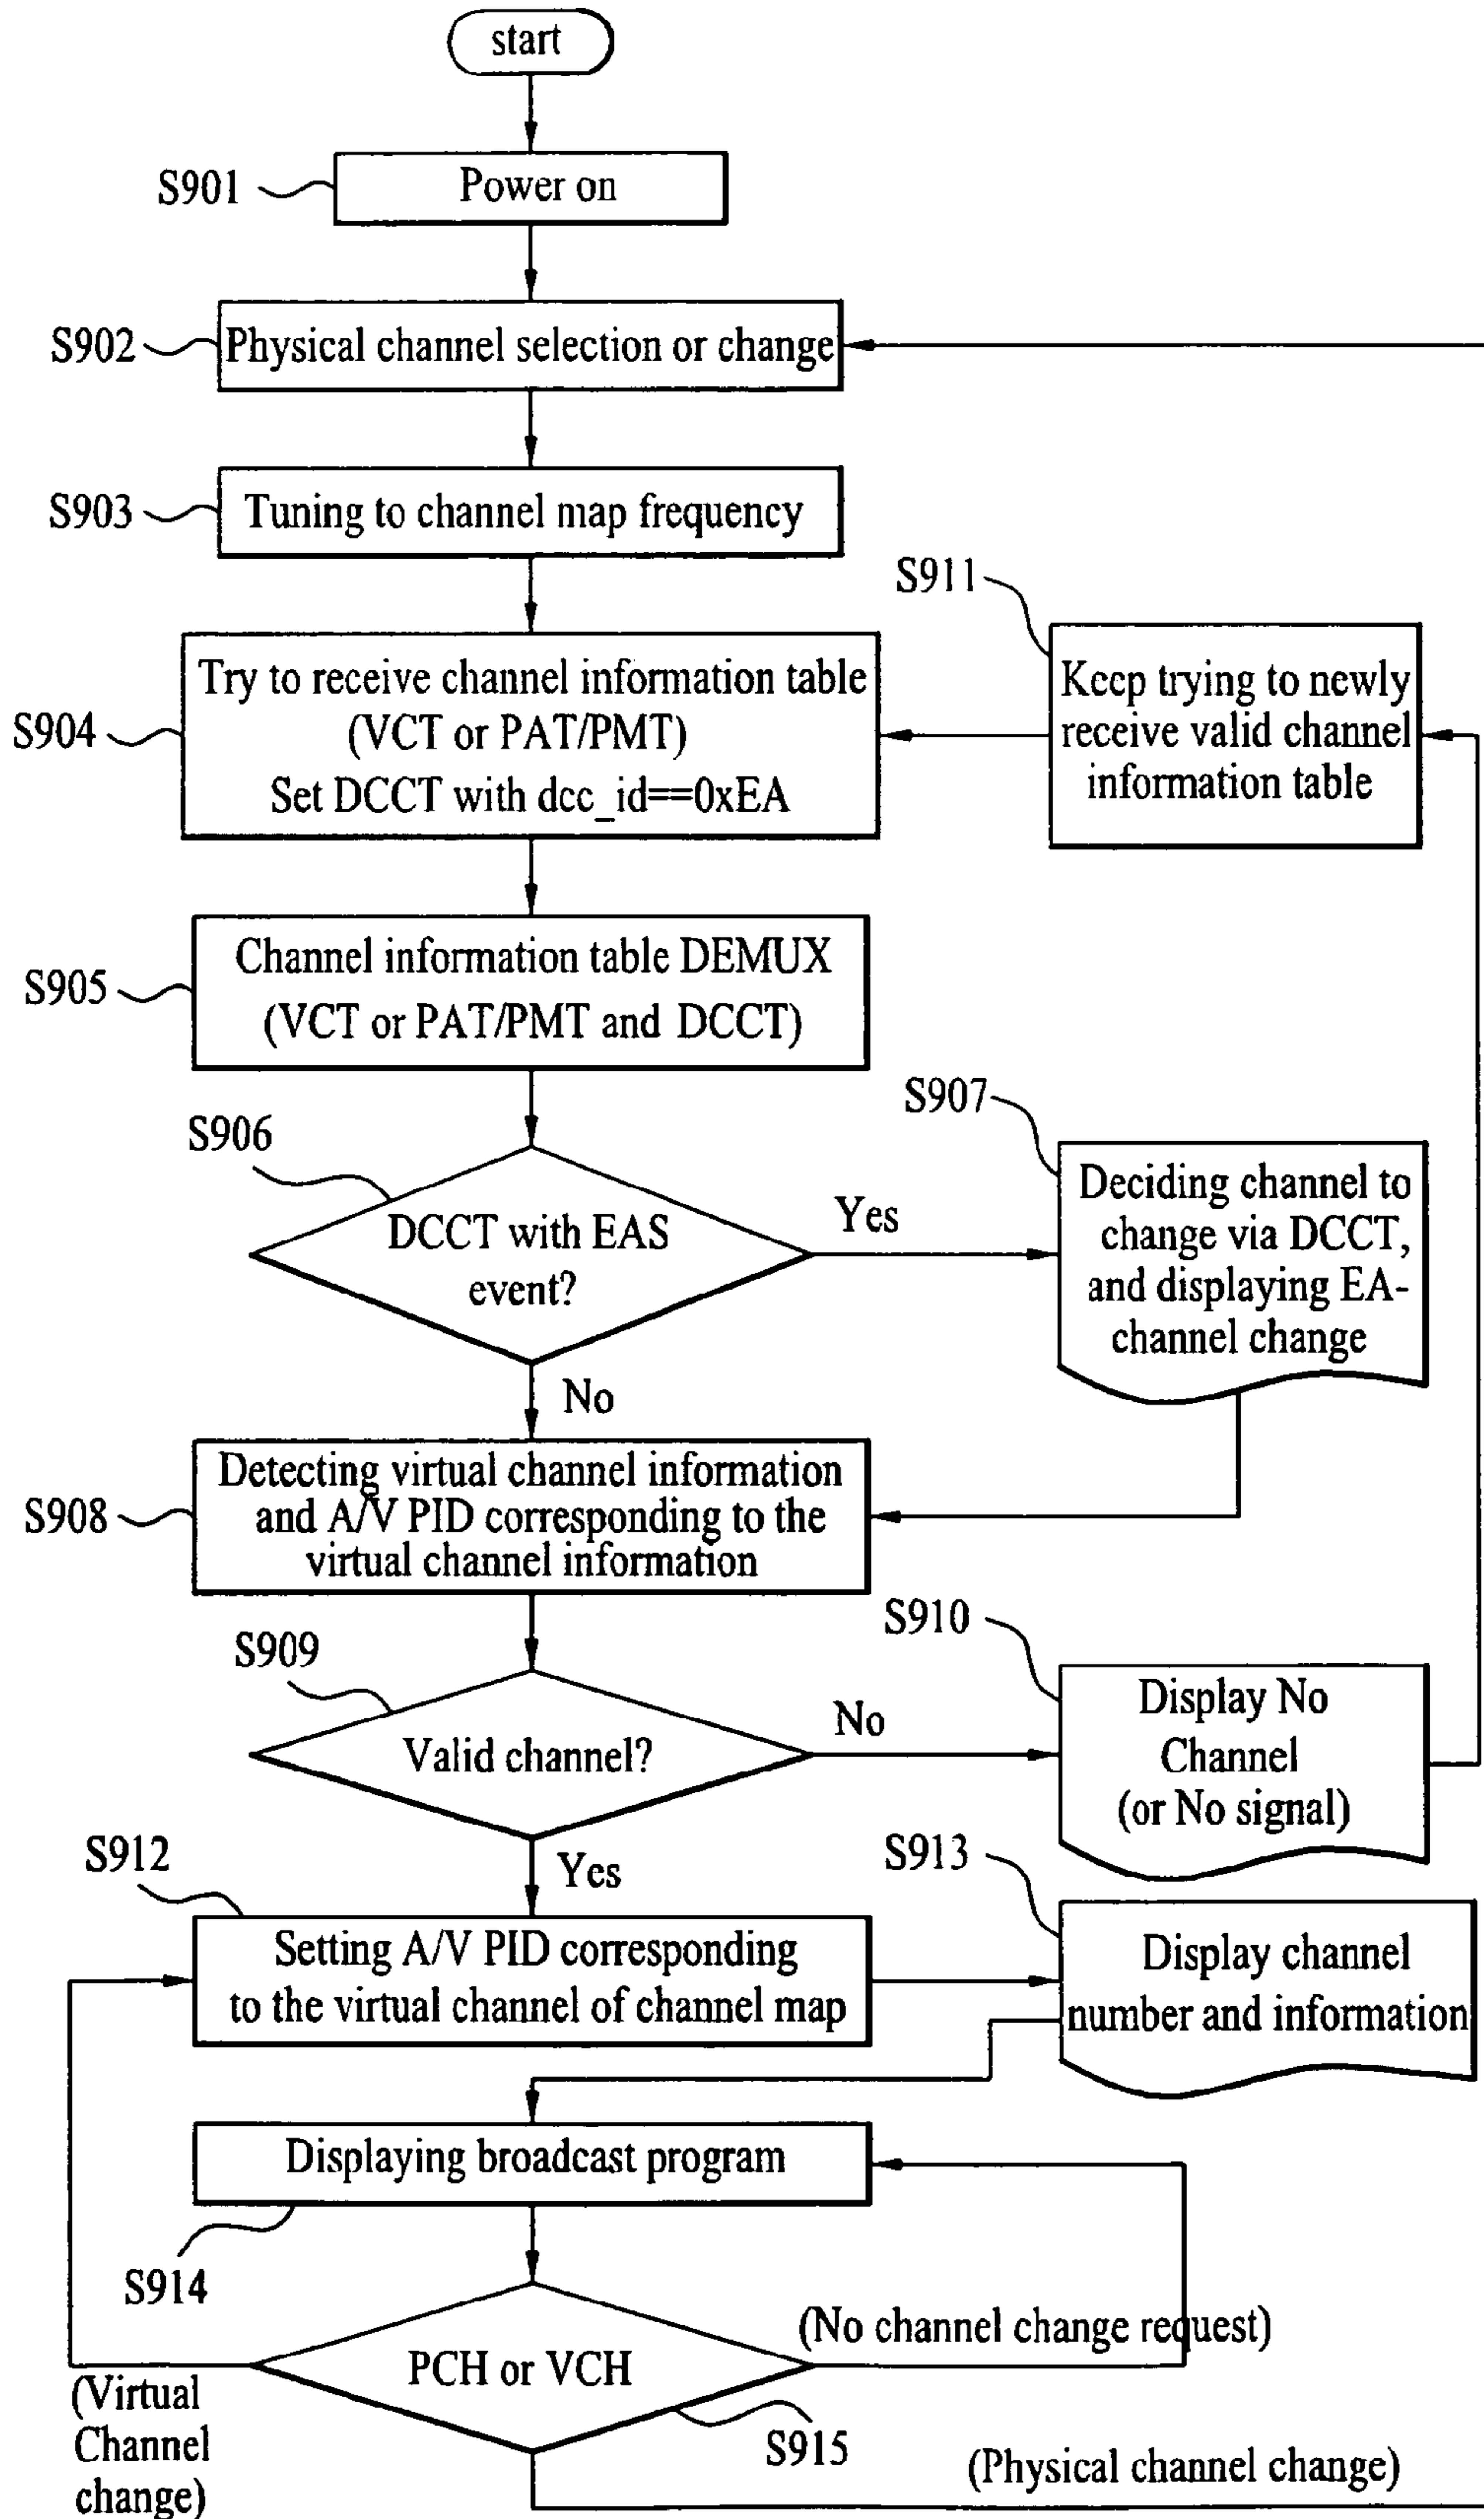 start
S901
Power on
S902
Physical channel selection or change
S903
Tuning to channel map frequency
S911
Keep trying to newly
receive valid channel
information table
S904
Try to receive channel information table
(VCT or PAT/PMT)
Set DCCT with dcc_id==0xEA
S905
Channel information table DEMUX
(VCT or PAT/PMT and DCCT)
S906
DCCT with EAS
event?
Yes
No
S907
Deciding channel to
change via DCCT,
and displaying EA-
channel change
S908
Detecting virtual channel information
and A/V PID corresponding to the
virtual channel information
S909
Valid channel?
No
Yes
S910
Display No
Channel
(or No signal)
S912
Setting A/V PID corresponding
to the virtual channel of channel map
S913
Display channel
number and information
Displaying broadcast program
S914
PCH or VCH
(No channel change request)
(Virtual
Channel
change)
S915
(Physical channel change)